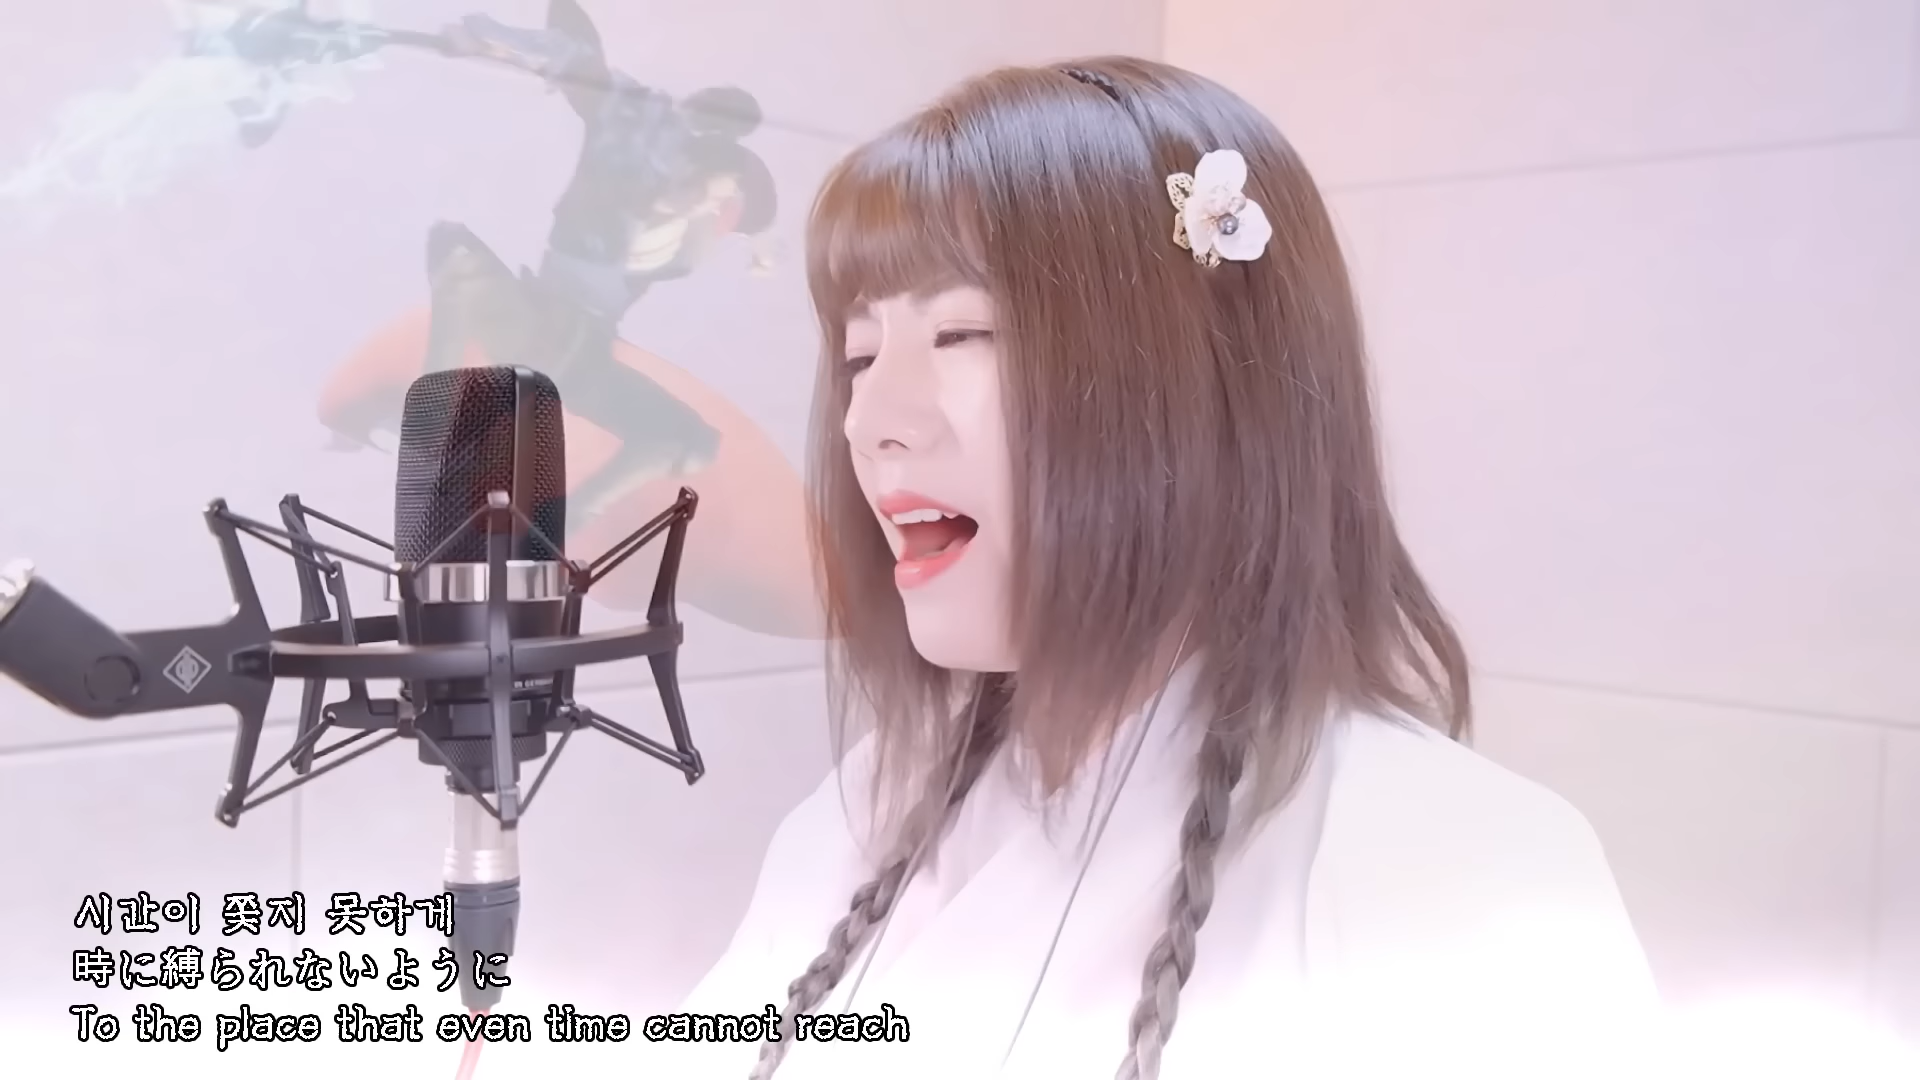 시간이 쫓지 못하게
時に縛られないように
To the place that even time cannot reach